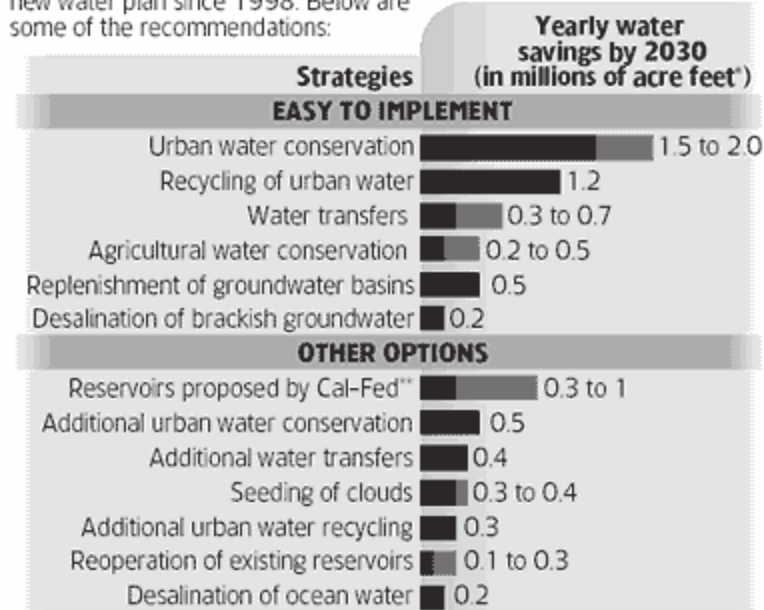 new water plan since 1998. Below are
some of the recommendations:
Yearly water
savings by 2030
(in millions of acre feet*)
Strategies
EASY TO IMPLEMENT
Urban water conservation 1.5 to 2.0
Recycling of urban water 1.2
Water transfers 0.3 to 0.7
Agricultural water conservation 0.2 to 0.5
Replenishment of groundwater basins 0.5
Desalination of brackish groundwater 0.2
OTHER OPTIONS
Reservoirs proposed by Cal-Fed** 0.3 to 1
Additional urban water conservation 0.5
Additional water transfers 0.4
Seeding of clouds 0.3 to 0.4
Additional urban water recycling 0.3
Reoperation of existing reservoirs 0.1 to 0.3
Desalination of ocean water 0.2